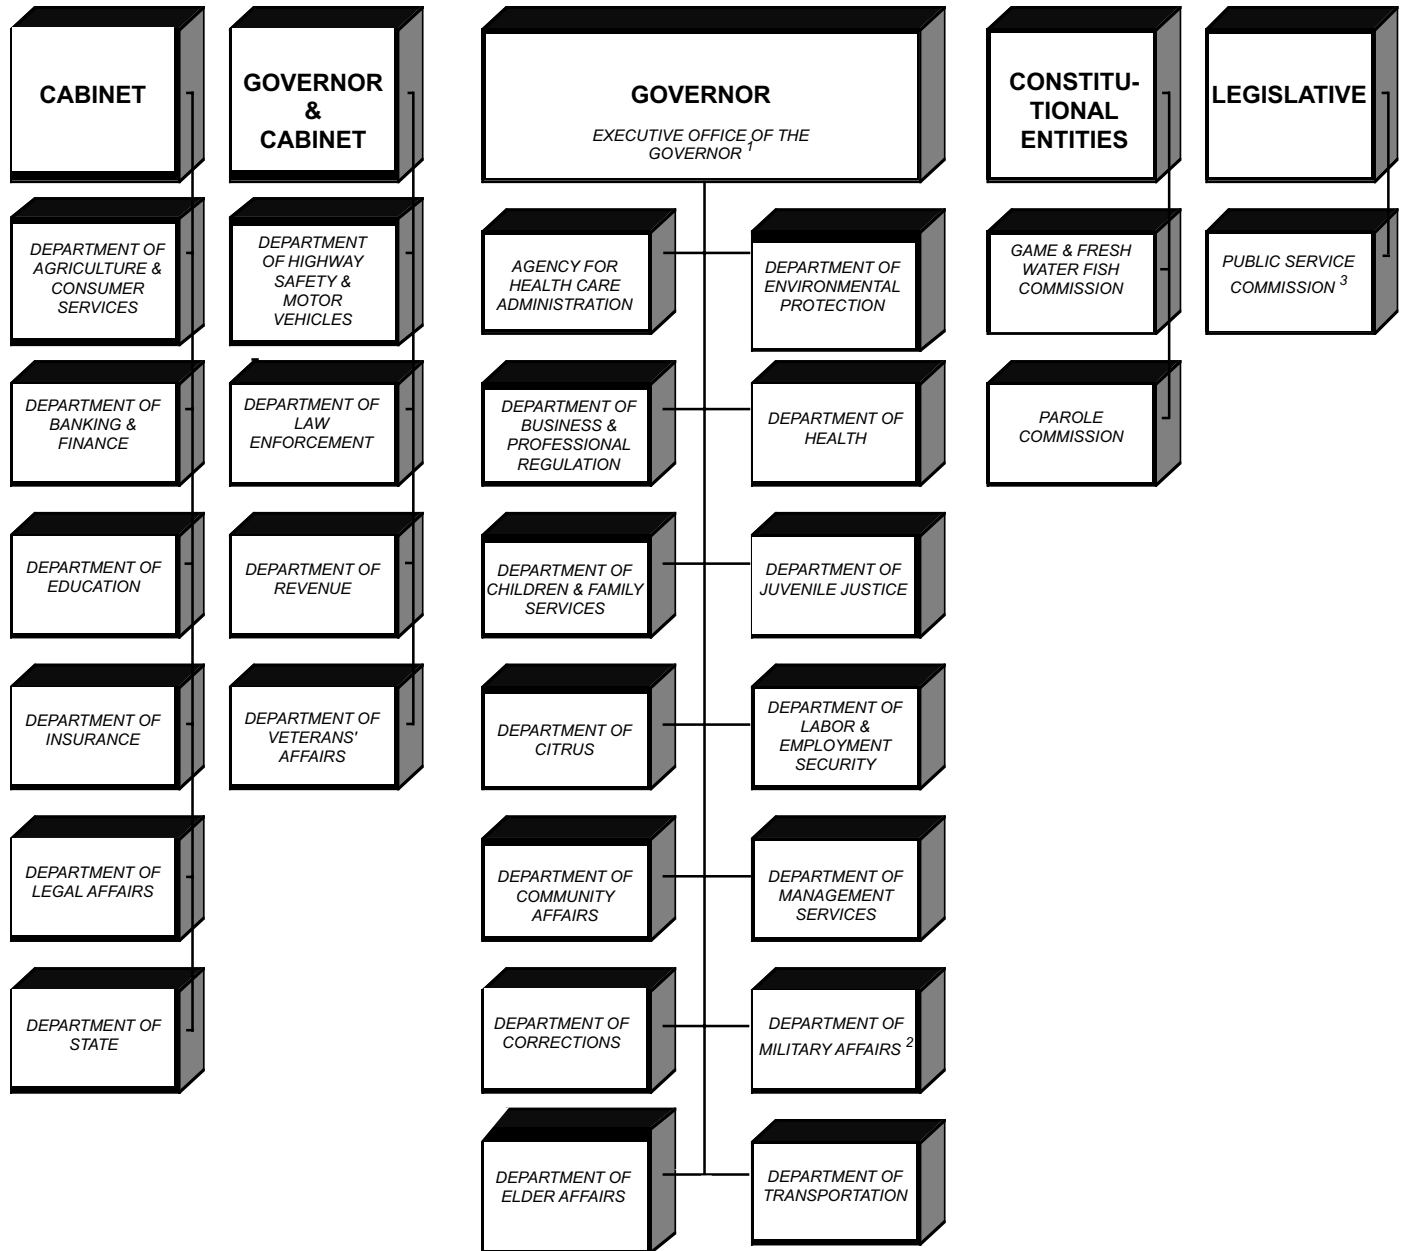 CABINET
GOVERNOR
&
CABINET
GOVERNOR
EXECUTIVE OFFICE OF THE
GOVERNOR 1
CONSTITU-
TIONAL
ENTITIES
LEGISLATIVE
DEPARTMENT OF
AGRICULTURE &
CONSUMER
SERVICES
DEPARTMENT OF
BANKING &
FINANCE
DEPARTMENT OF
EDUCATION
DEPARTMENT OF
INSURANCE
DEPARTMENT OF
LEGAL AFFAIRS
DEPARTMENT OF
STATE
DEPARTMENT
OF HIGHWAY
SAFETY &
MOTOR
VEHICLES
DEPARTMENT OF
LAW
ENFORCEMENT
DEPARTMENT OF
REVENUE
DEPARTMENT OF
VETERANS'
AFFAIRS
AGENCY FOR
HEALTH CARE
ADMINISTRATION
DEPARTMENT OF
BUSINESS &
PROFESSIONAL
REGULATION
DEPARTMENT OF
CHILDREN & FAMILY
SERVICES
DEPARTMENT OF
CITRUS
DEPARTMENT OF
COMMUNITY
AFFAIRS
DEPARTMENT OF
CORRECTIONS
DEPARTMENT OF
ELDER AFFAIRS
DEPARTMENT OF
ENVIRONMENTAL
PROTECTION
DEPARTMENT OF
HEALTH
DEPARTMENT OF
JUVENILE JUSTICE
DEPARTMENT OF
LABOR &
EMPLOYMENT
SECURITY
DEPARTMENT OF
MANAGEMENT
SERVICES
DEPARTMENT OF
MILITARY AFFAIRS 2
DEPARTMENT OF
TRANSPORTATION
GAME & FRESH
WATER FISH
COMMISSION
PAROLE
COMMISSION
PUBLIC SERVICE
COMMISSION 3